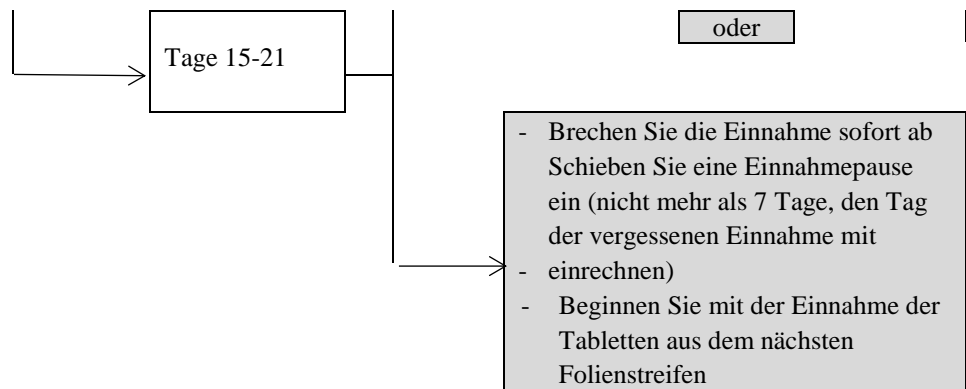 oder
Tage 15-21
- Brechen Sie die Einnahme sofort ab
Schieben Sie eine Einnahmepause
ein (nicht mehr als 7 Tage, den Tag
der vergessenen Einnahme mit
- einrechnen)
- Beginnen Sie mit der Einnahme der
Tabletten aus dem nächsten
Folienstreifen